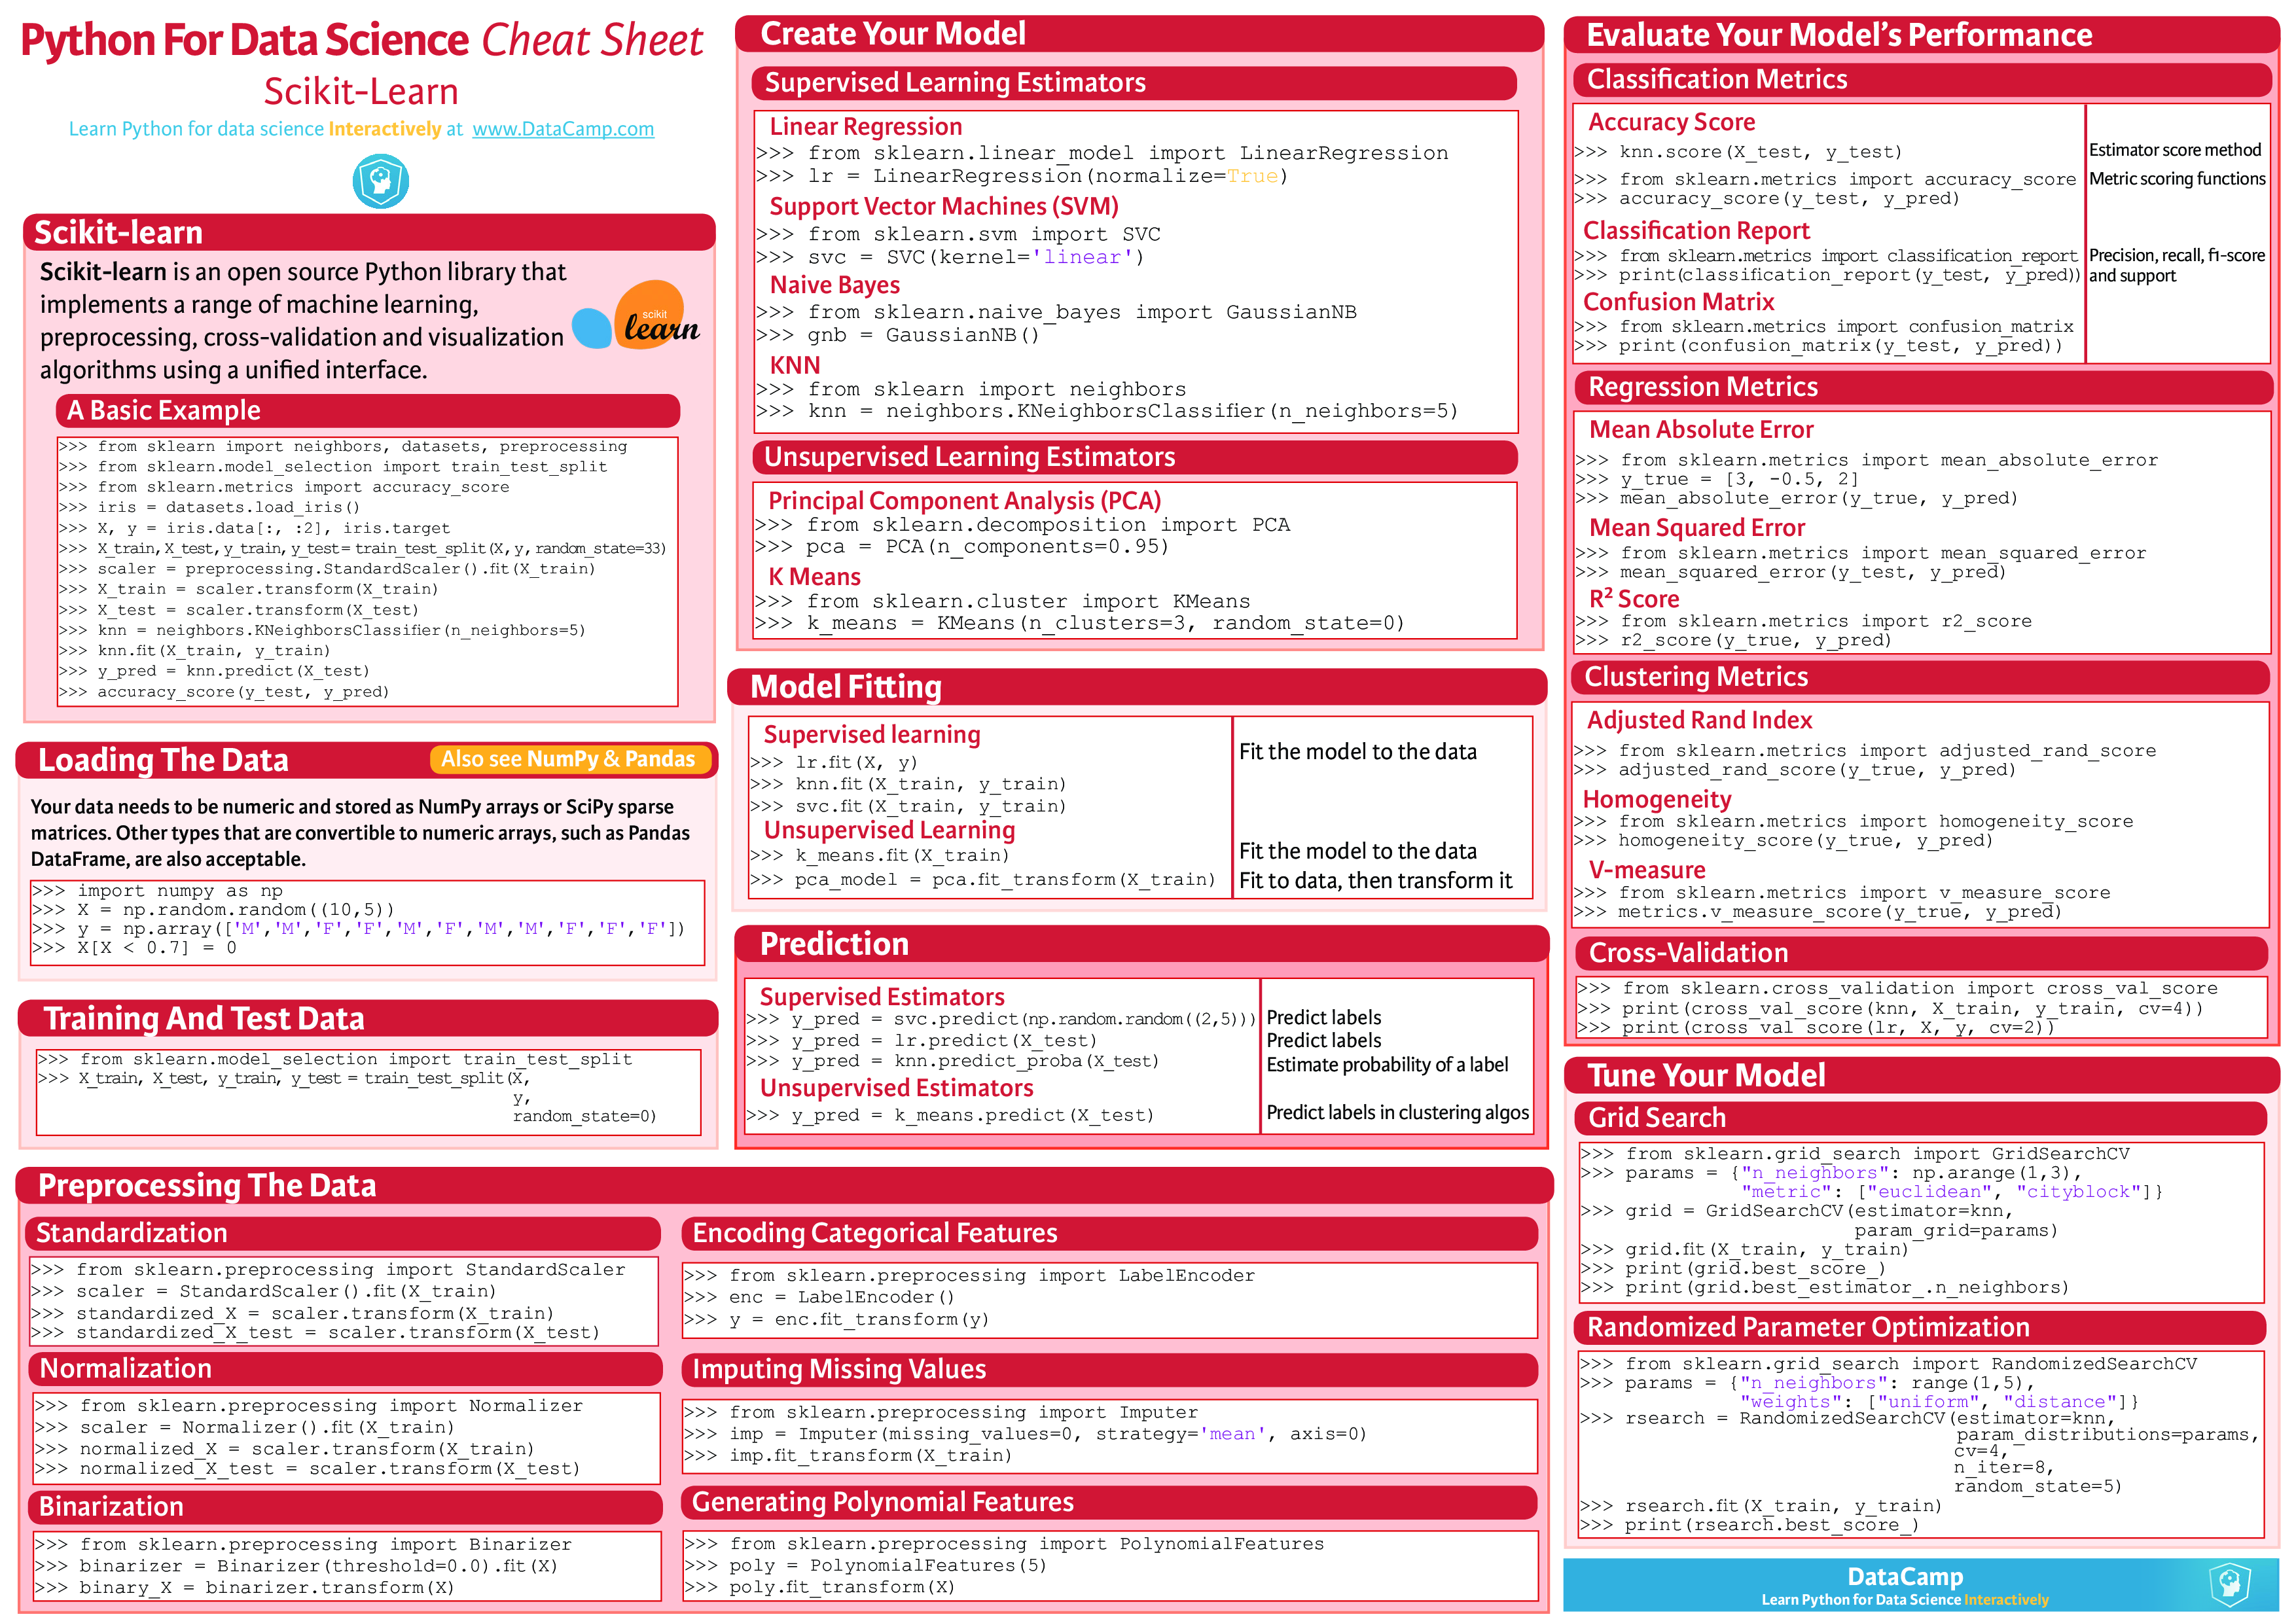 Python For Data Science Cheat Sheet
Scikit-Learn
Learn Python for data science Interactively at www.DataCamp.com
Scikit-learn
Scikit-learn is an open source Python library that
implements a range of machine learning,
preprocessing, cross-validation and visualization
algorithms using a unified interface.
scikit
learn
A Basic Example
>>> from sklearn import neighbors, datasets, preprocessing
>>> from sklearn.model_selection import train_test_split
>>> from sklearn.metrics import accuracy_score
>>> iris = datasets.load_iris()
>>> X, y = iris.data[:, :2], iris.target
>>> X_train, X_test, y_train, y_test = train_test_split(X, y, random_state=33)
>>> scaler = preprocessing.StandardScaler().fit(X_train)
>>> X_train = scaler.transform(X_train)
>>> X_test = scaler.transform(X_test)
>>> knn = neighbors.KNeighborsClassifier(n_neighbors=5)
>>> knn.fit(X_train, y_train)
>>> y_pred = knn.predict(X_test)
>>> accuracy_score(y_test, y_pred)
Loading The Data
Also see NumPy & Pandas
Your data needs to be numeric and stored as NumPy arrays or SciPy sparse
matrices. Other types that are convertible to numeric arrays, such as Pandas
DataFrame, are also acceptable.
>>> import numpy as np
>>> X = np.random.random((10,5))
>>> y = np.array(['M','M','F','F','M','F','M','M','F','F','F'])
>>> X[X < 0.7] = 0
Training And Test Data
>>> from sklearn.model_selection import train_test_split
>>> X_train, X_test, y_train, y_test = train_test_split(X,
y,
random_state=0)
Create Your Model
Supervised Learning Estimators
Linear Regression
>>> from sklearn.linear_model import LinearRegression
>>> lr = LinearRegression(normalize=True)
Support Vector Machines (SVM)
>>> from sklearn.svm import SVC
>>> svc = SVC(kernel='linear')
Naive Bayes
>>> from sklearn.naive_bayes import GaussianNB
>>> gnb = GaussianNB()
KNN
>>> from sklearn import neighbors
>>> knn = neighbors.KNeighborsClassifier(n_neighbors=5)
Unsupervised Learning Estimators
Principal Component Analysis (PCA)
>>> from sklearn.decomposition import PCA
>>> pca = PCA(n_components=0.95)
K Means
>>> from sklearn.cluster import KMeans
>>> k_means = KMeans(n_clusters=3, random_state=0)
Model Fitting
Supervised learning
Fit the model to the data
>>> lr.fit(X, y)
>>> knn.fit(X_train, y_train)
>>> svc.fit(X_train, y_train)
Unsupervised Learning
>>> k_means.fit(X_train) Fit the model to the data
>>> pca_model = pca.fit_transform(X_train) Fit to data, then transform it
Prediction
Supervised Estimators
>>> y_pred = svc.predict(np.random.random((2,5))) Predict labels
>>> y_pred = lr.predict(X_test) Predict labels
>>> y_pred = knn.predict_proba(X_test) Estimate probability of a label
Unsupervised Estimators
>>> y_pred = k_means.predict(X_test) Predict labels in clustering algos
Preprocessing The Data
Standardization
>>> from sklearn.preprocessing import StandardScaler
>>> scaler = StandardScaler().fit(X_train)
>>> standardized_X = scaler.transform(X_train)
>>> standardized_X_test = scaler.transform(X_test)
Normalization
>>> from sklearn.preprocessing import Normalizer
>>> scaler = Normalizer().fit(X_train)
>>> normalized_X = scaler.transform(X_train)
>>> normalized_X_test = scaler.transform(X_test)
Binarization
>>> from sklearn.preprocessing import Binarizer
>>> binarizer = Binarizer(threshold=0.0).fit(X)
>>> binary_X = binarizer.transform(X)
Encoding Categorical Features
>>> from sklearn.preprocessing import LabelEncoder
>>> enc = LabelEncoder()
>>> y = enc.fit_transform(y)
Imputing Missing Values
>>> from sklearn.preprocessing import Imputer
>>> imp = Imputer(missing_values=0, strategy='mean', axis=0)
>>> imp.fit_transform(X_train)
Generating Polynomial Features
>>> from sklearn.preprocessing import PolynomialFeatures
>>> poly = PolynomialFeatures(5)
>>> poly.fit_transform(X)
Evaluate Your Model's Performance
Classification Metrics
Accuracy Score
>>> knn.score(X_test, y_test) Estimator score method
>>> from sklearn.metrics import accuracy_score Metric scoring functions
>>> accuracy_score(y_test, y_pred)
Classification Report
>>> from sklearn.metrics import classification_report Precision, recall, f1-score
>>> print(classification_report(y_test, y_pred)) and support
Confusion Matrix
>>> from sklearn.metrics import confusion_matrix
>>> print(confusion_matrix(y_test, y_pred))
Regression Metrics
Mean Absolute Error
>>> from sklearn.metrics import mean_absolute_error
>>> y_true = [3, -0.5, 2]
>>> mean_absolute_error(y_true, y_pred)
Mean Squared Error
>>> from sklearn.metrics import mean_squared_error
>>> mean_squared_error(y_test, y_pred)
R² Score
>>> from sklearn.metrics import r2_score
>>> r2_score(y_true, y_pred)
Clustering Metrics
Adjusted Rand Index
>>> from sklearn.metrics import adjusted_rand_score
>>> adjusted_rand_score(y_true, y_pred)
Homogeneity
>>> from sklearn.metrics import homogeneity_score
>>> homogeneity_score(y_true, y_pred)
V-measure
>>> from sklearn.metrics import v_measure_score
>>> metrics.v_measure_score(y_true, y_pred)
Cross-Validation
>>> from sklearn.cross_validation import cross_val_score
>>> print(cross_val_score(knn, X_train, y_train, cv=4))
>>> print(cross_val_score(lr, X, y, cv=2))
Tune Your Model
Grid Search
>>> from sklearn.grid_search import GridSearchCV
>>> params = {"n_neighbors": np.arange(1,3),
"metric": ["euclidean", "cityblock"]}
>>> grid = GridSearchCV(estimator=knn,
param_grid=params)
>>> grid.fit(X_train, y_train)
>>> print(grid.best_score_)
>>> print(grid.best_estimator_.n_neighbors)
Randomized Parameter Optimization
>>> from sklearn.grid_search import RandomizedSearchCV
>>> params = {"n_neighbors": range(1,5),
"weights": ["uniform", "distance"]}
>>> rsearch = RandomizedSearchCV(estimator=knn,
param_distributions=params,
cv=4,
n_iter=8,
random_state=5)
>>> rsearch.fit(X_train, y_train)
>>> print(rsearch.best_score_)
DataCamp
Learn Python for Data Science Interactively